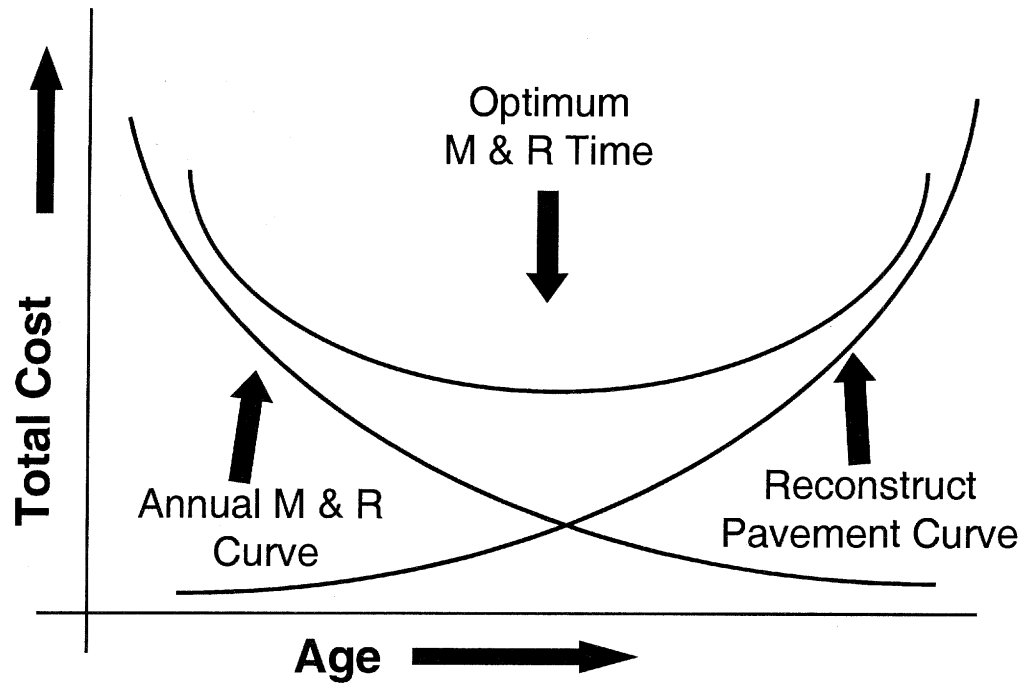 Optimum
M & R Time
Total Cost
Annual M & R
Curve
Reconstruct
Pavement Curve
Age